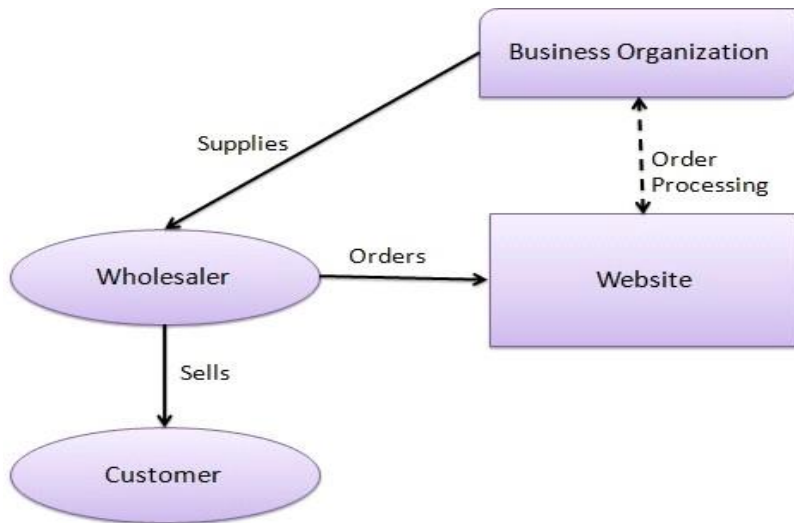 Business Organization
Supplies
Order
Processing
Wholesaler
Orders
Website
Sells
Customer